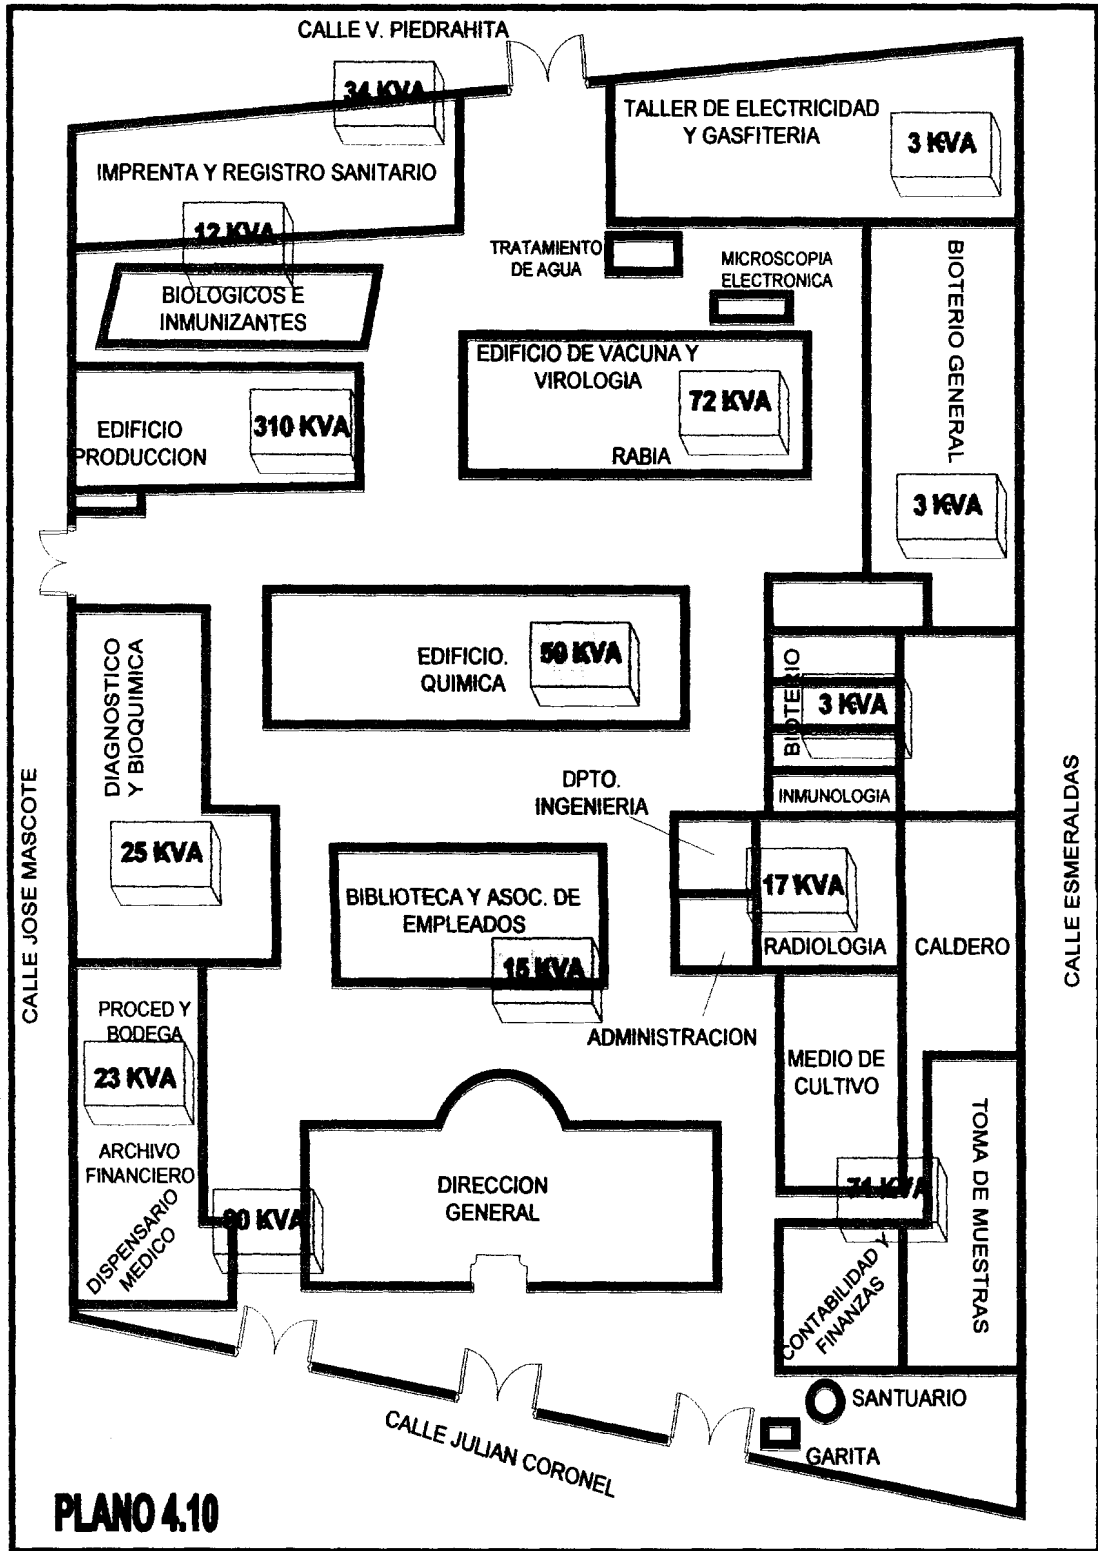 CALLE V. PIEDRAHITA
34 KVA
TALLER DE ELECTRICIDAD
Y GASFITERIA
3 KVA
IMPRENTA Y REGISTRO SANITARIO
12 KVA
TRATAMIENTO
DE AGUA
MICROSCOPIA
ELECTRONICA
BIOTERIO GENERAL
BIOLOGICOS E
INMUNIZANTES
EDIFICIO DE VACUNA Y
VIROLOGIA
72 KVA
RABIA
310 KVA
EDIFICIO
PRODUCCION
3 KVA
DIAGNOSTICO
Y BIOQUIMICA
EDIFICIO.
QUIMICA
50 KVA
BIOTERIO
3 KVA
INMUNOLOGIA
DPTO.
INGENIERIA
CALLE JOSE MASCOTE
CALLE ESMERALDAS
25 KVA
BIBLIOTECA Y ASOC. DE
EMPLEADOS
15 KVA
17 KVA
RADIOLOGIA
CALDERO
ADMINISTRACION
PROCED Y
BODEGA
23 KVA
MEDIO DE
CULTIVO
ARCHIVO
FINANCIERO
DISPENSARIO
MEDICO
KVA
DIRECCION
GENERAL
71 KVA
TOMA DE MUESTRAS
CONTABILIDAD Y
FINANZAS
SANTUARIO
GARITA
CALLE JULIAN CORONEL
PLANO 4.10